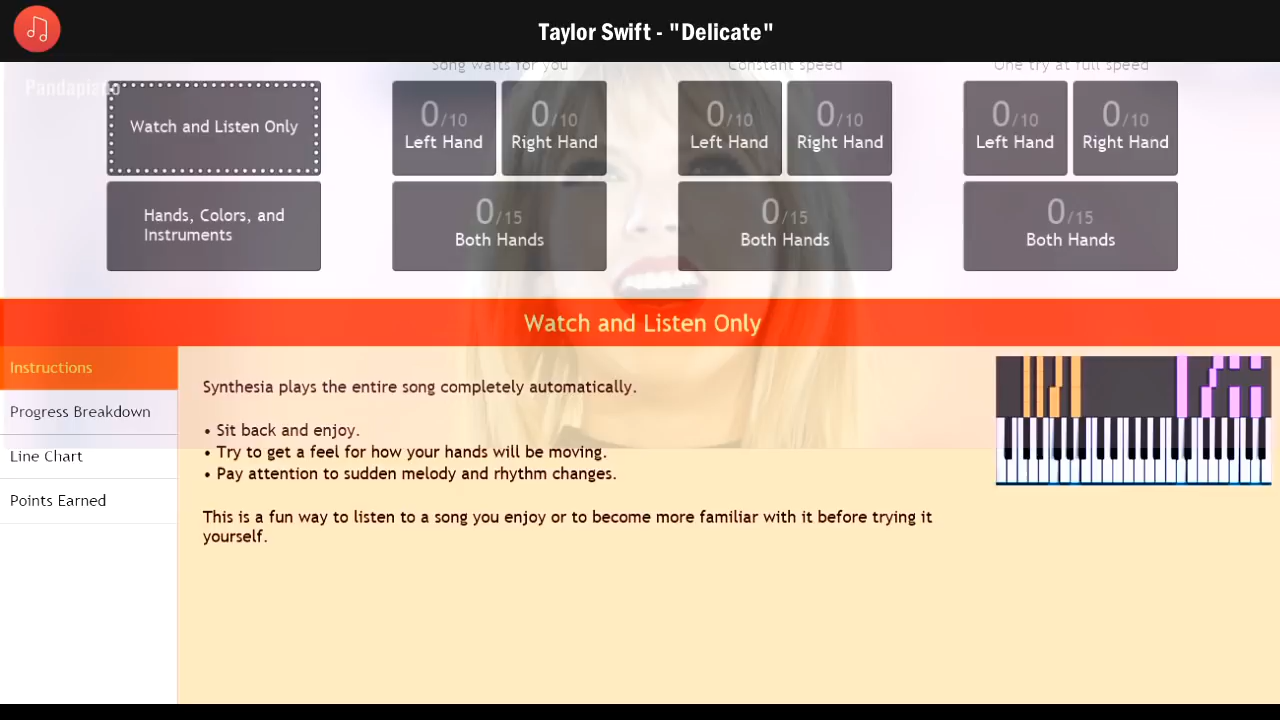 Taylor Swift - "Delicate"
Song waits for you
Constant speed
One try at full speed
Pandapiano
Watch and Listen Only
0/10
Left Hand
0/10
Right Hand
0/10
Left Hand
0/10
Right Hand
0/10
Left Hand
0/10
Right Hand
Hands, Colors, and
Instruments
0/15
Both Hands
0/15
Both Hands
0/15
Both Hands
Watch and Listen Only
Instructions
Progress Breakdown
Line Chart
Points Earned
Synthesia plays the entire song completely automatically.
• Sit back and enjoy.
• Try to get a feel for how your hands will be moving.
• Pay attention to sudden melody and rhythm changes.
This is a fun way to listen to a song you enjoy or to become more familiar with it before trying it
yourself.